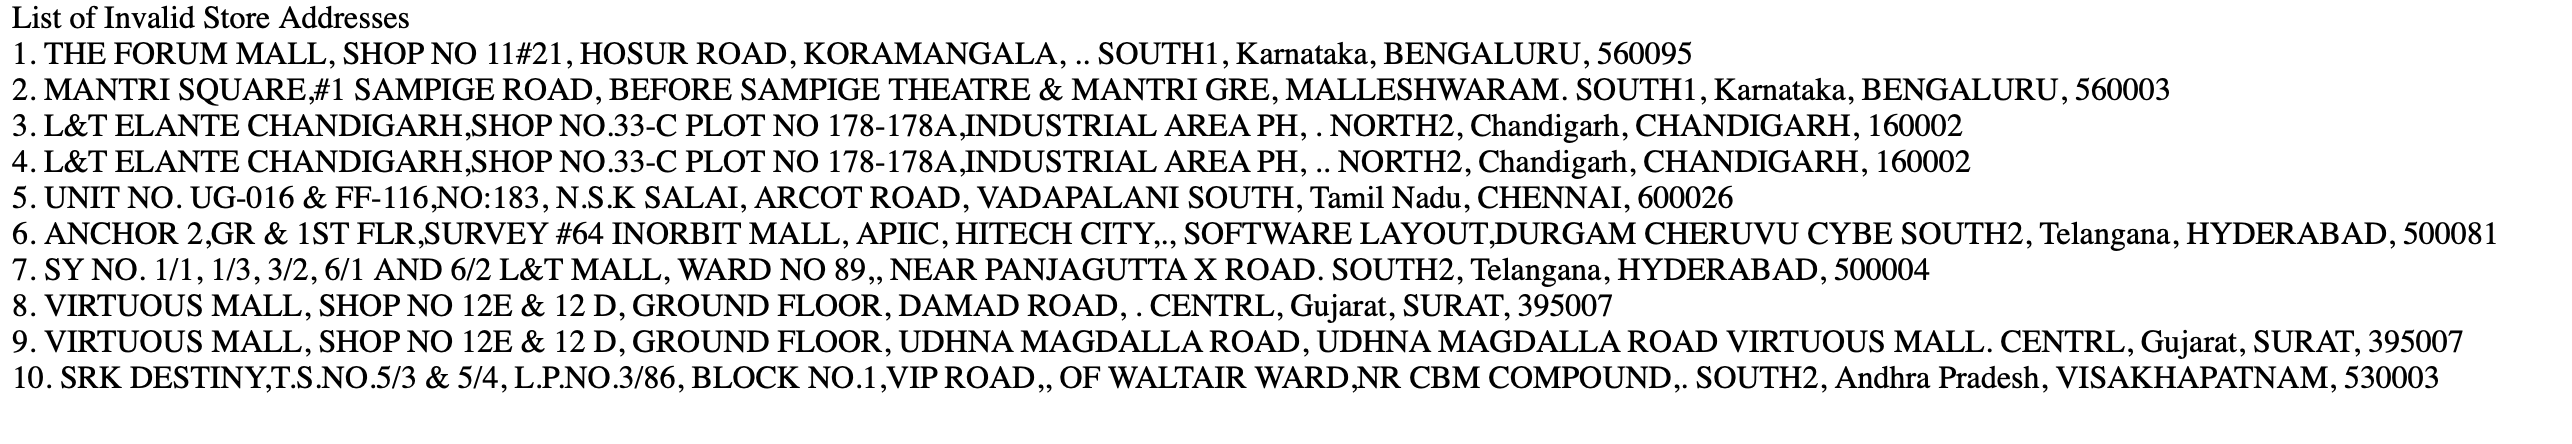 List of Invalid Store Addresses
1. THE FORUM MALL, SHOP NO 11#21, HOSUR ROAD, KORAMANGALA, .. SOUTH1, Karnataka, BENGALURU, 560095
2. MANTRI SQUARE,#1 SAMPIGE ROAD, BEFORE SAMPIGE THEATRE & MANTRI GRE, MALLESHWARAM. SOUTH1, Karnataka, BENGALURU, 560003
3. L&T ELANTE CHANDIGARH,SHOP NO.33-C PLOT NO 178-178A,INDUSTRIAL AREA PH, . NORTH2, Chandigarh, CHANDIGARH, 160002
4. L&T ELANTE CHANDIGARH,SHOP NO.33-C PLOT NO 178-178A,INDUSTRIAL AREA PH, .. NORTH2, Chandigarh, CHANDIGARH, 160002
5. UNIT NO. UG-016 & FF-116,NO:183, N.S.K SALAI, ARCOT ROAD, VADAPALANI SOUTH, Tamil Nadu, CHENNAI, 600026
6. ANCHOR 2,GR & 1ST FLR,SURVEY #64 INORBIT MALL, APIIC, HITECH CITY,., SOFTWARE LAYOUT,DURGAM CHERUVU CYBE SOUTH2, Telangana, HYDERABAD, 500081
7. SY NO. 1/1, 1/3, 3/2, 6/1 AND 6/2 L&T MALL, WARD NO 89,, NEAR PANJAGUTTA X ROAD. SOUTH2, Telangana, HYDERABAD, 500004
8. VIRTUOUS MALL, SHOP NO 12E & 12 D, GROUND FLOOR, DAMAD ROAD, . CENTRL, Gujarat, SURAT, 395007
9. VIRTUOUS MALL, SHOP NO 12E & 12 D, GROUND FLOOR, UDHNA MAGDALLA ROAD, UDHNA MAGDALLA ROAD VIRTUOUS MALL. CENTRL, Gujarat, SURAT, 395007
10. SRK DESTINY,T.S.NO.5/3 & 5/4, L.P.NO.3/86, BLOCK NO.1,VIP ROAD,, OF WALTAIR WARD,NR CBM COMPOUND,. SOUTH2, Andhra Pradesh, VISAKHAPATNAM, 530003